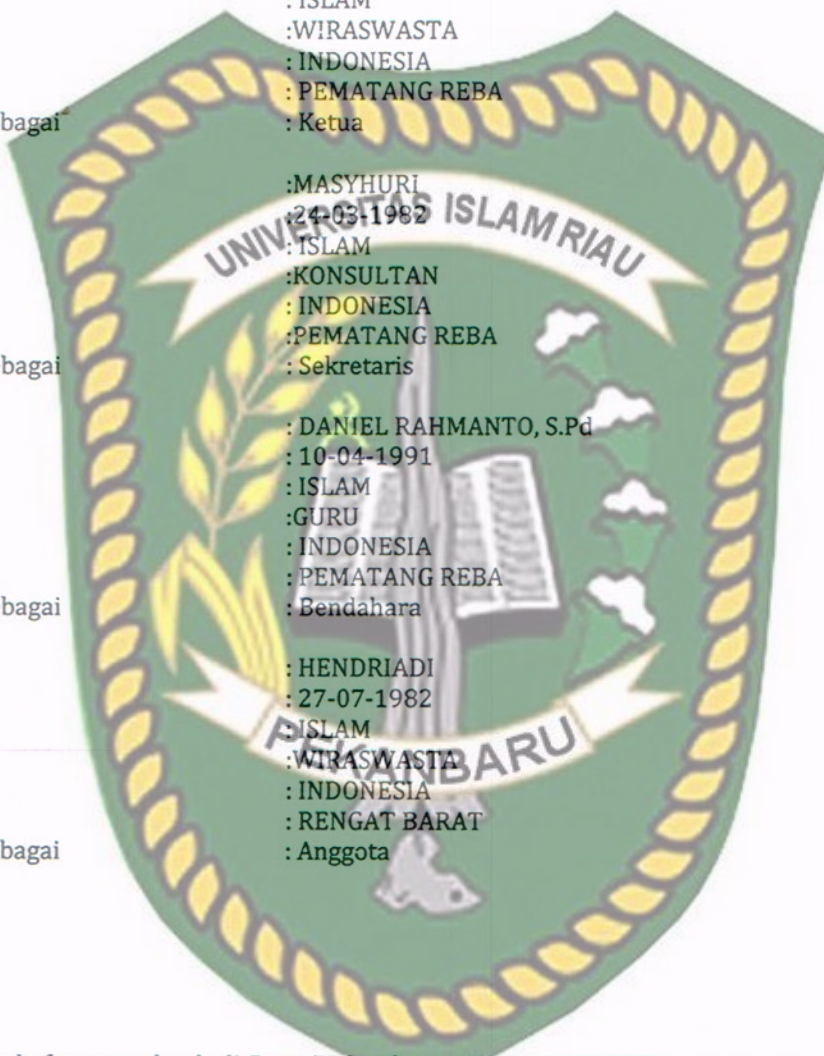 : ISLAM
:WIRASWASTA
: INDONESIA
: PEMATANG REBA
bagai : Ketua
:MASYHURI
:24-03-1982
UNIVERSITAS ISLAM RIAU
: ISLAM
:KONSULTAN
: INDONESIA
:PEMATANG REBA
bagai : Sekretaris
: DANIEL RAHMANTO, S.Pd
: 10-04-1991
: ISLAM
:GURU
: INDONESIA
: PEMATANG REBA
bagai : Bendahara
: HENDRIADI
: 27-07-1982
: ISLAM
PEKANBARU
:WIRASWASTA
: INDONESIA
: RENGAT BARAT
bagai : Anggota